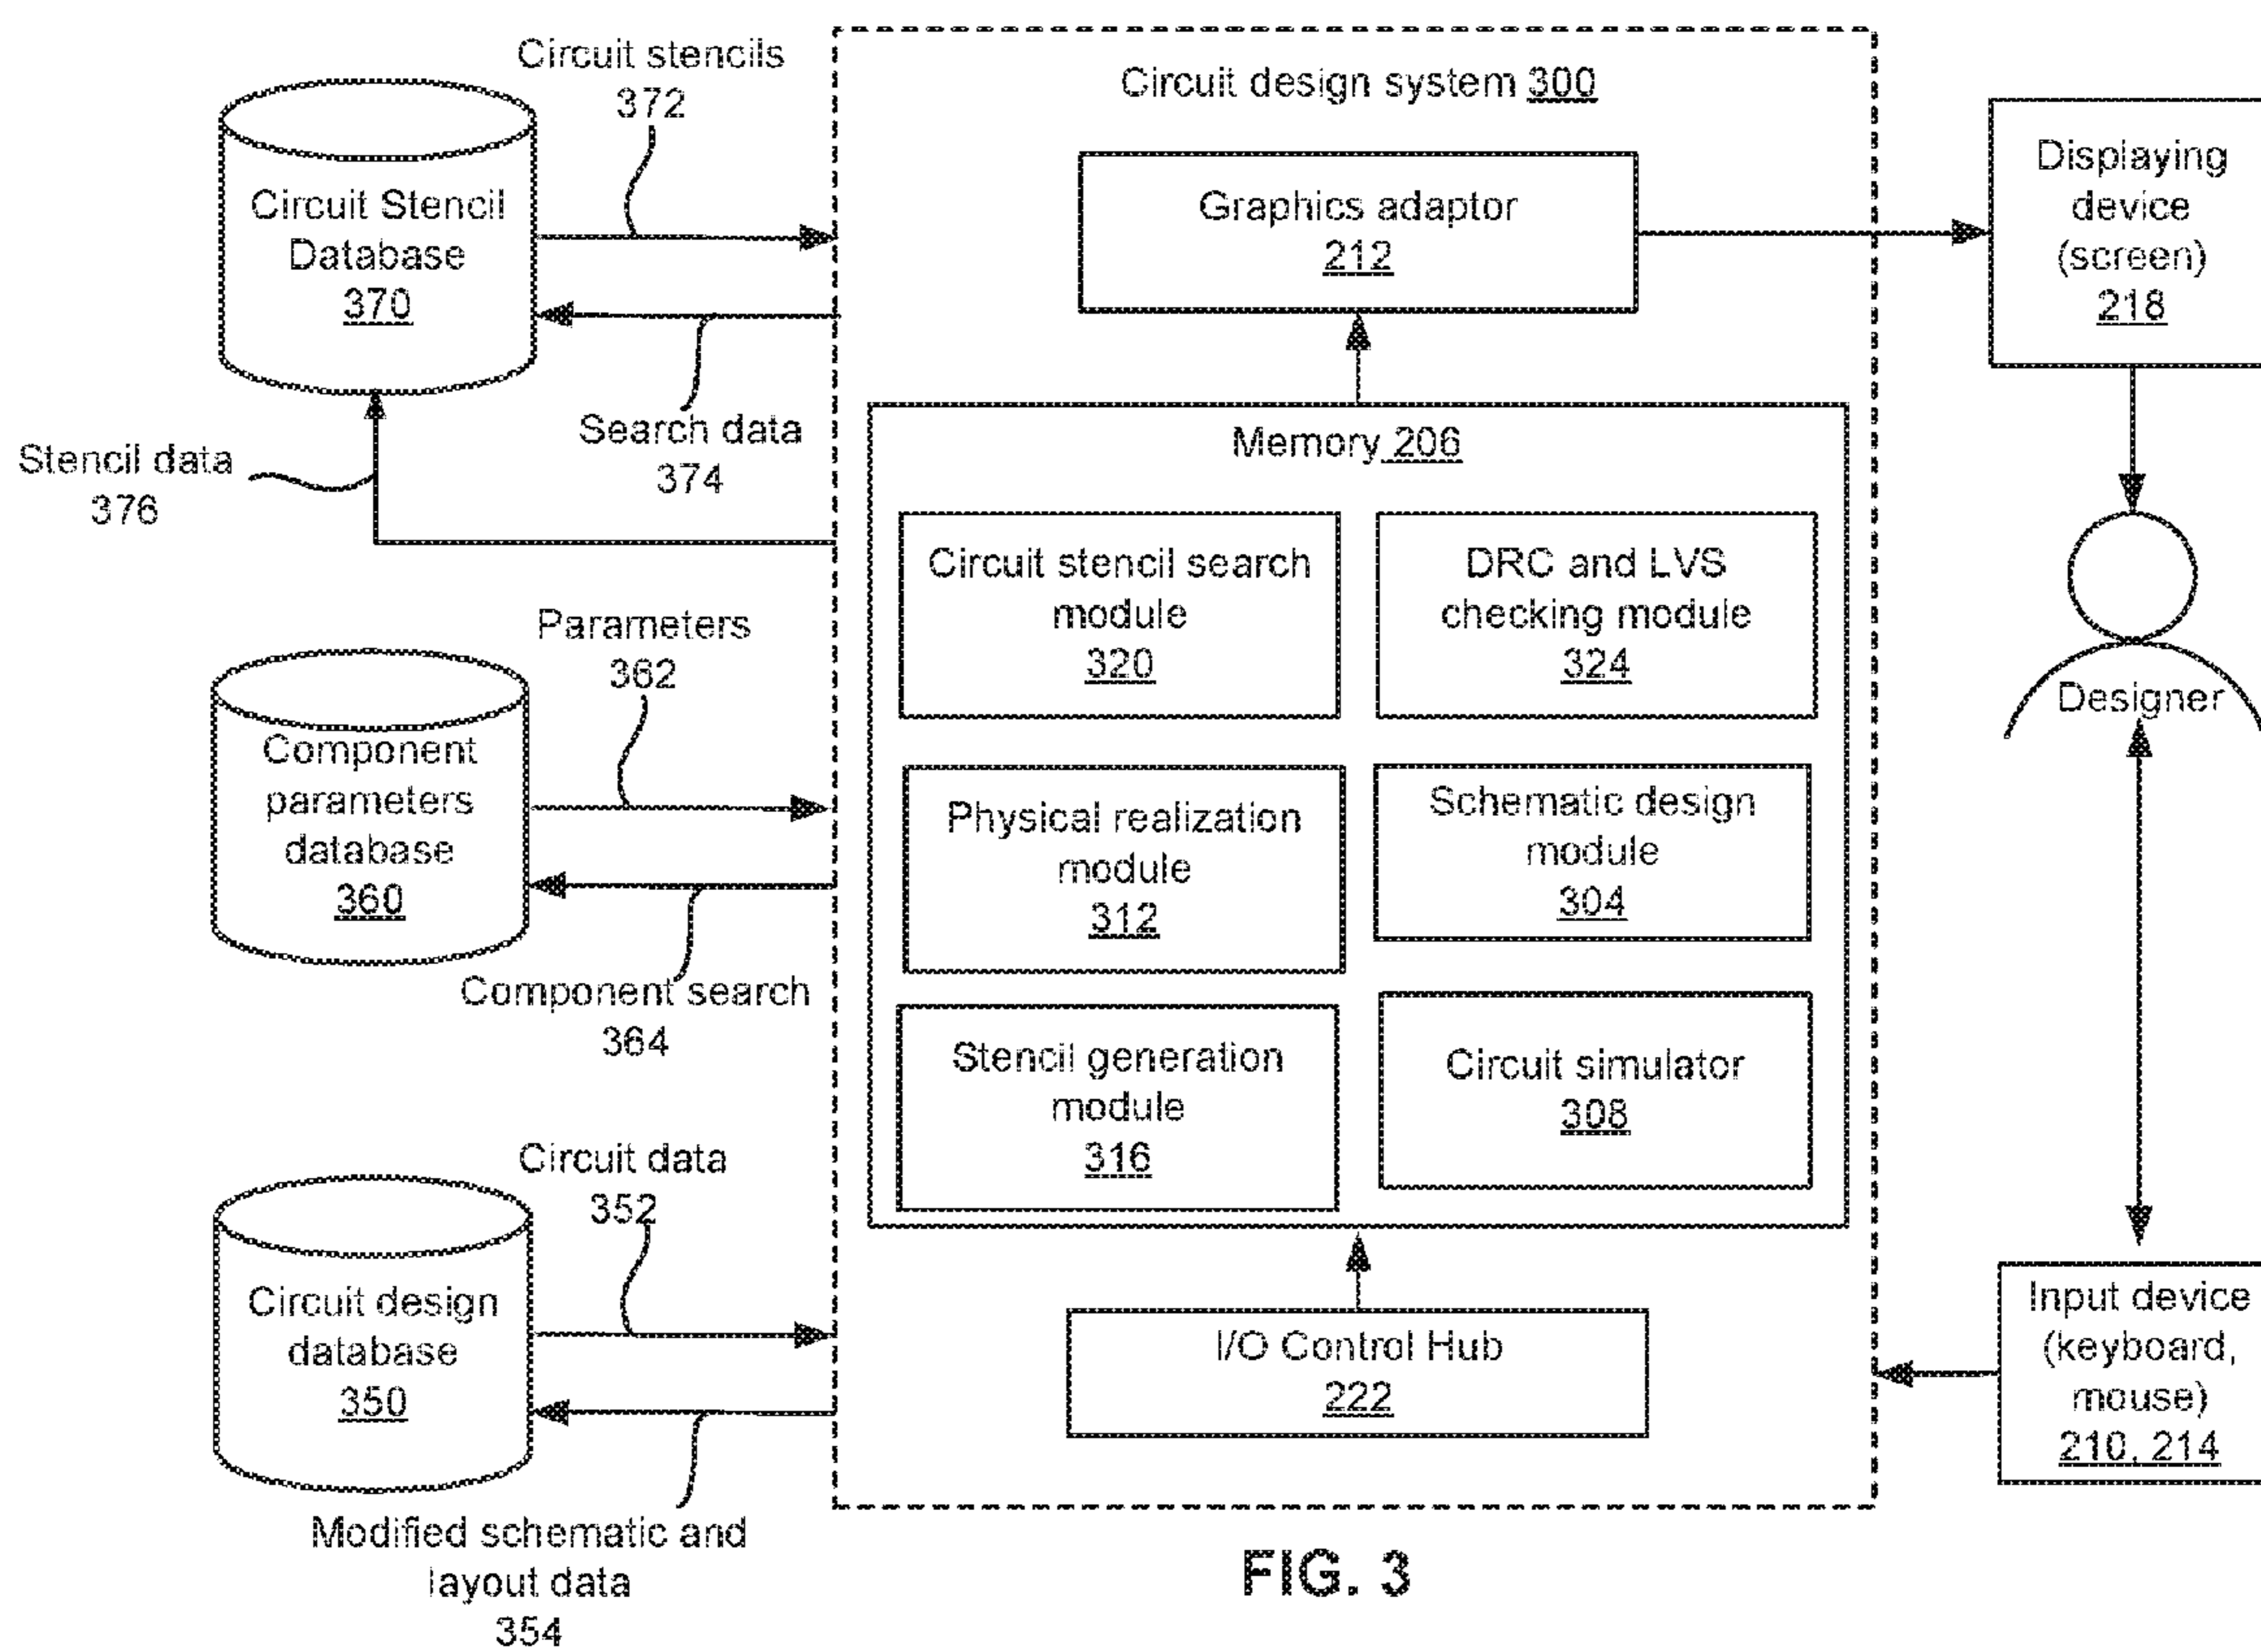 Circuit stencils
372
Circuit Stencil
Database
370
Search data
374
Stencil data
376
Parameters
362
Component
parameters
database
360
Component search
364
Circuit data
352
Circuit design
database
350
Modified schematic and
layout data
354
Circuit design system 300
Graphics adaptor
212
Memory 206
Circuit stencil search
module
320
DRC and LVS
checking module
324
Physical realization
module
312
Schematic design
module
304
Stencil generation
module
316
Circuit simulator
308
I/O Control Hub
222
Displaying
device
(screen)
218
Designer
Input device
(keyboard,
mouse)
210, 214
FIG. 3